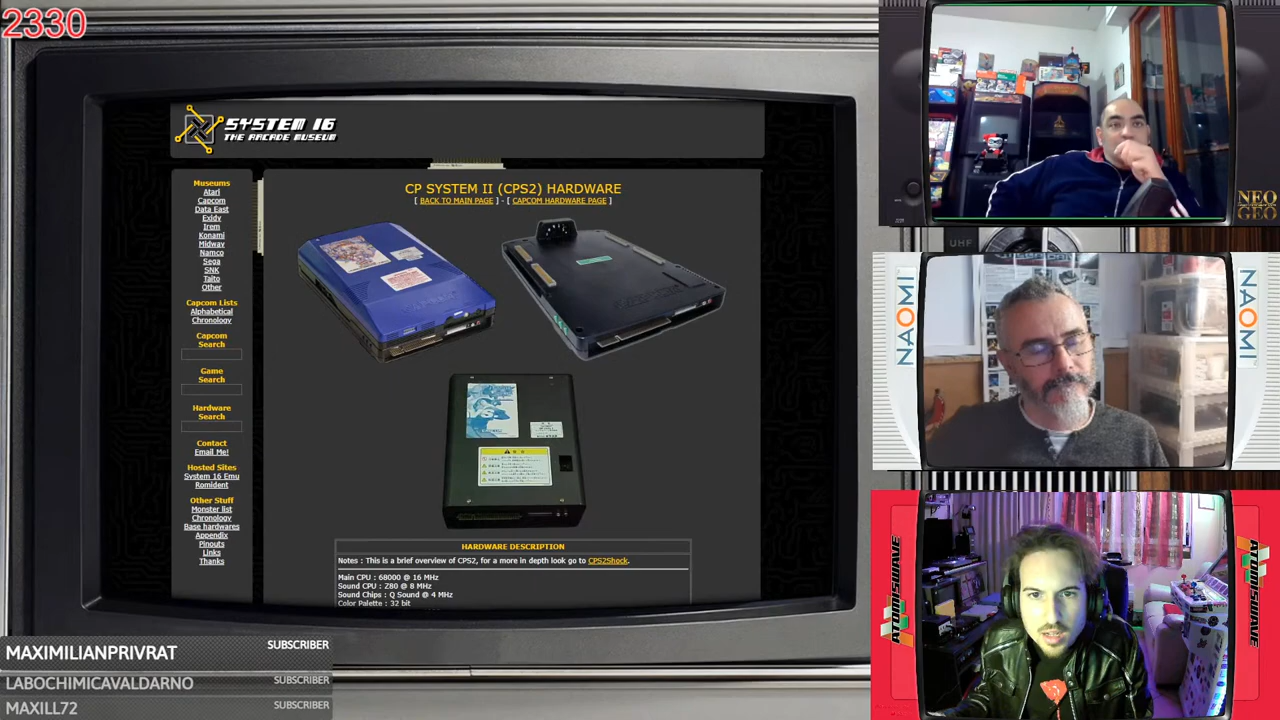 2330
SYSTEM 16
THE ARCADE MUSEUM
Museums
Atari
Capcom
Data East
Exidy
Irem
Konami
Midway
Namco
Sega
SNK
Taito
Other
Capcom Lists
Alphabetical
Chronology
Capcom
Search
Game
Search
Hardware
Search
Contact
Email Me!
Hosted Sites
System 16 Emu
Romident
Other Stuff
Monster list
Chronology
Base hardwares
Appendix
Pinouts
Links
Thanks
CP SYSTEM II (CPS2) HARDWARE
[ BACK TO MAIN PAGE ] - [ CAPCOM HARDWARE PAGE ]
HARDWARE DESCRIPTION
Notes : This is a brief overview of CPS2, for a more in depth look go to CPS2Shock.
Main CPU : 68000 @ 16 MHz
Sound CPU : Z80 @ 8 MHz
Sound Chips : Q Sound @ 4 MHz
Color Palette : 32 bit
MAXIMILIANPRIVRAT SUBSCRIBER
LABOCHIMICAVALDARNO SUBSCRIBER
MAXILL72 SUBSCRIBER
NEO
GEO
UHF
NAOMI
NAOMI
ATOMISWAVE
ATOMISWAVE